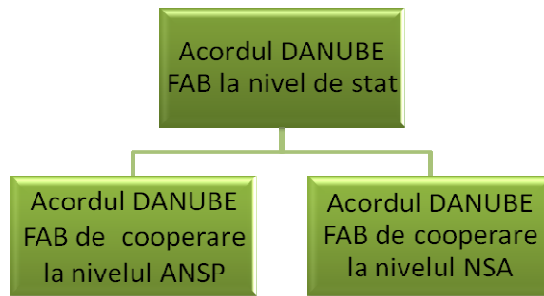 Acordul DANUBE
FAB la nivel de stat
Acordul DANUBE
FAB de cooperare
la nivelul ANSP
Acordul DANUBE
FAB de cooperare
la nivelul NSA